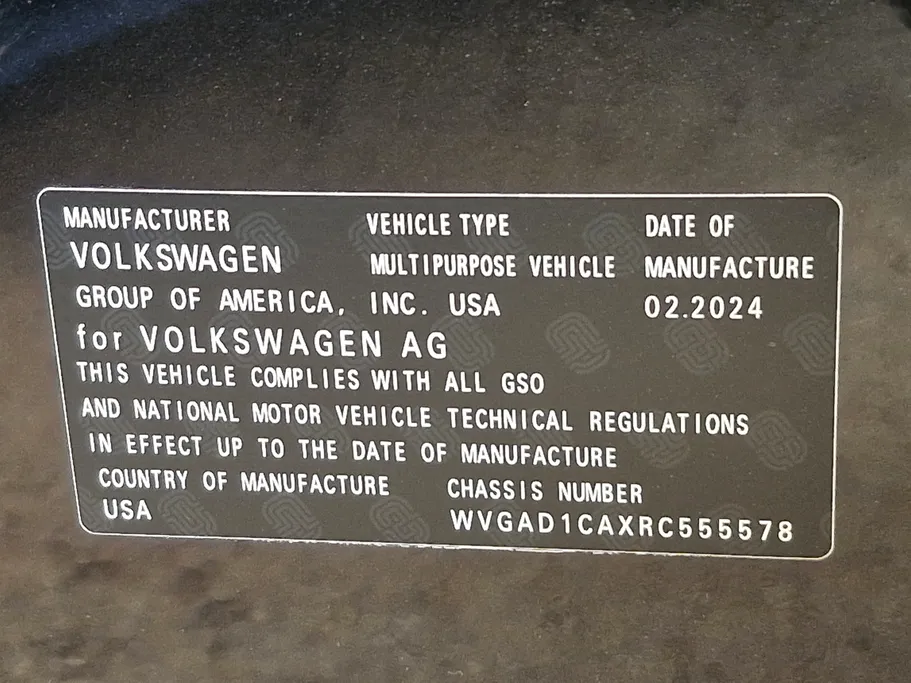 MANUFACTURER VEHICLE TYPE DATE OF
VOLKSWAGEN MULTIPURPOSE VEHICLE MANUFACTURE
GROUP OF AMERICA, INC. USA 02.2024
for VOLKSWAGEN AG
THIS VEHICLE COMPLIES WITH ALL GSO
AND NATIONAL MOTOR VEHICLE TECHNICAL REGULATIONS
IN EFFECT UP TO THE DATE OF MANUFACTURE
COUNTRY OF MANUFACTURE CHASSIS NUMBER
USA WVGAD1CAXRC555578